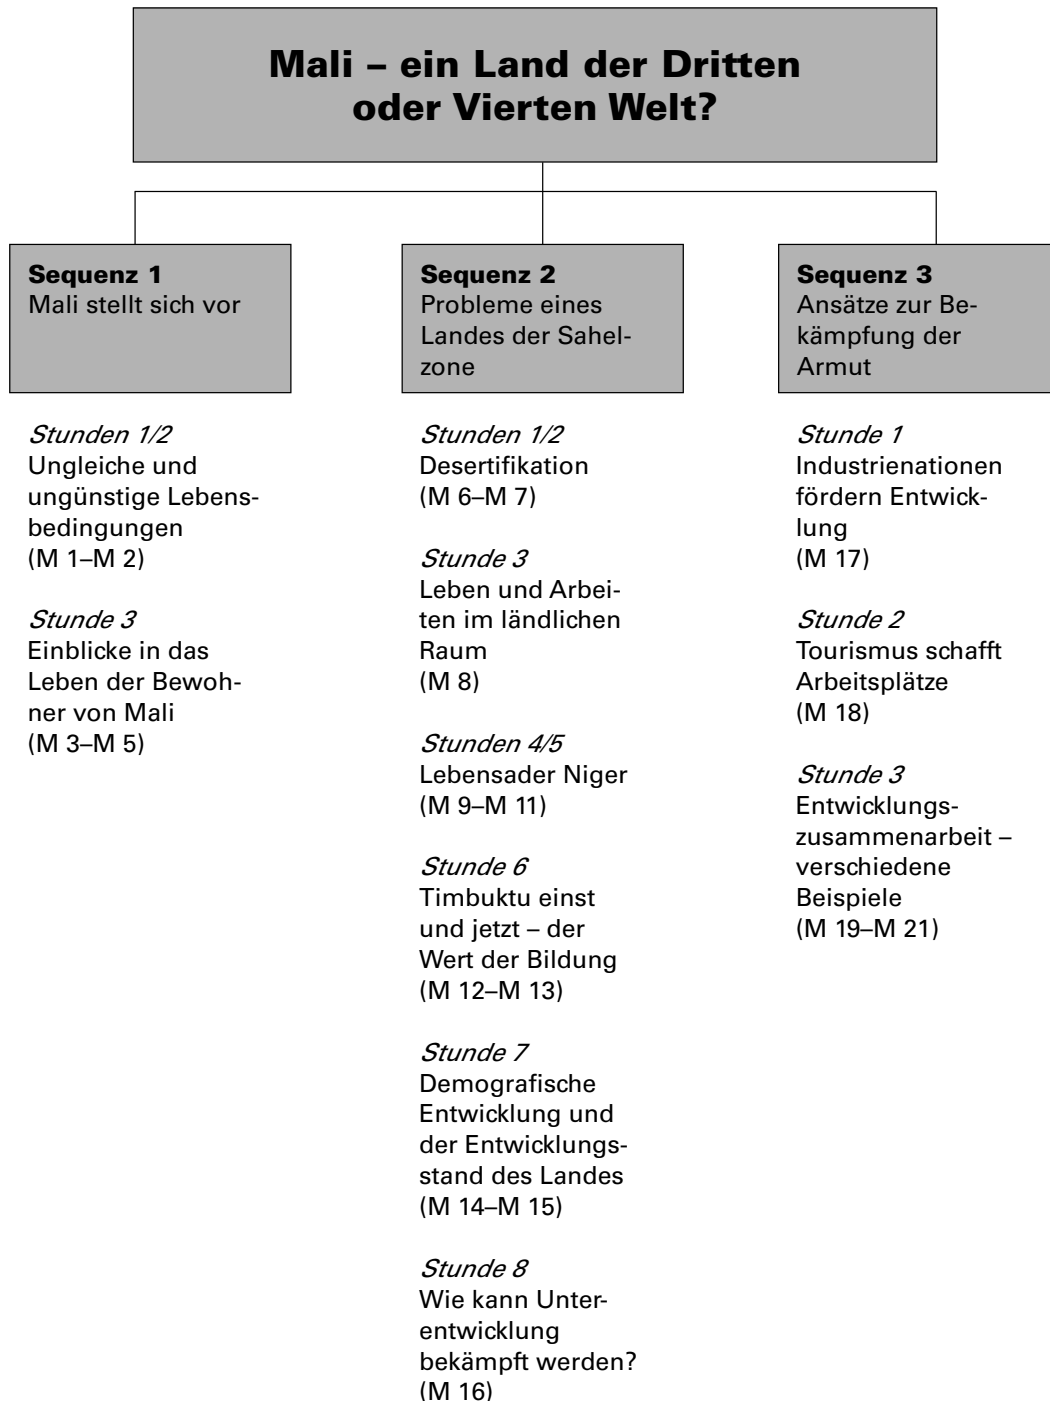 Mali – ein Land der Dritten
oder Vierten Welt?
Sequenz 1
Mali stellt sich vor
Stunden 1/2
Ungleiche und
ungünstige Lebens-
bedingungen
(M 1–M 2)
Stunde 3
Einblicke in das
Leben der Bewoh-
ner von Mali
(M 3–M 5)
Sequenz 2
Probleme eines
Landes der Sahel-
zone
Stunden 1/2
Desertifikation
(M 6–M 7)
Stunde 3
Leben und Arbei-
ten im ländlichen
Raum
(M 8)
Stunden 4/5
Lebensader Niger
(M 9–M 11)
Stunde 6
Timbuktu einst
und jetzt – der
Wert der Bildung
(M 12–M 13)
Stunde 7
Demografische
Entwicklung und
der Entwicklungs-
stand des Landes
(M 14–M 15)
Stunde 8
Wie kann Unter-
entwicklung
bekämpft werden?
(M 16)
Sequenz 3
Ansätze zur Be-
kämpfung der
Armut
Stunde 1
Industrienationen
fördern Entwick-
lung
(M 17)
Stunde 2
Tourismus schafft
Arbeitsplätze
(M 18)
Stunde 3
Entwicklungs-
zusammenarbeit –
verschiedene
Beispiele
(M 19–M 21)